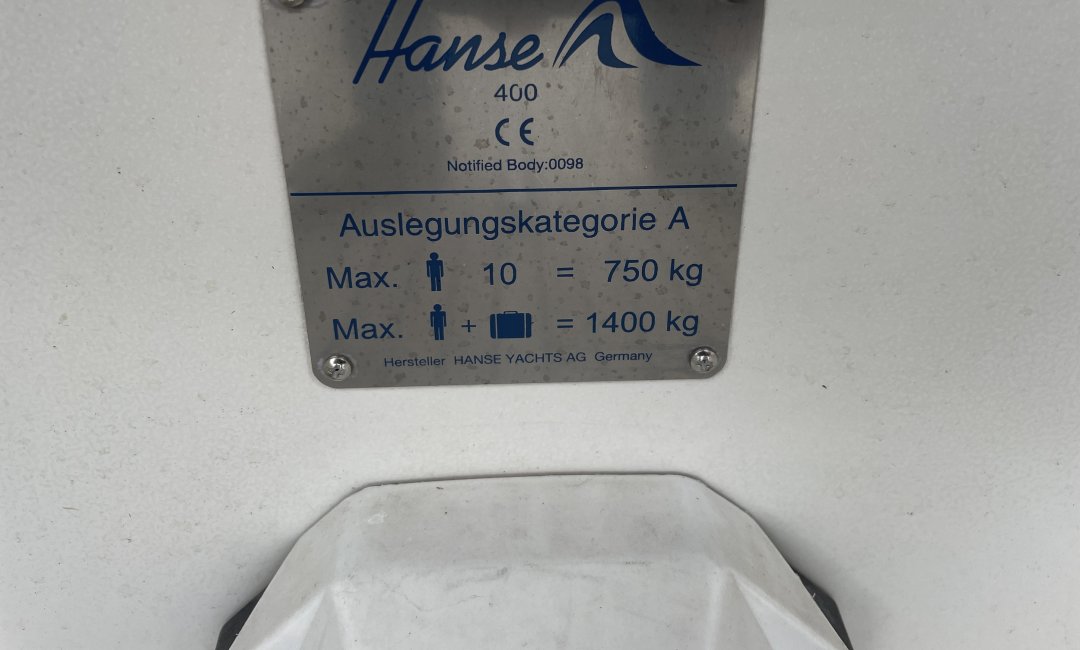 Hanse
400
CE
Notified Body:0098
Auslegungskategorie A
Max. 10 = 750 kg
Max. + = 1400 kg
Hersteller HANSE YACHTS AG Germany